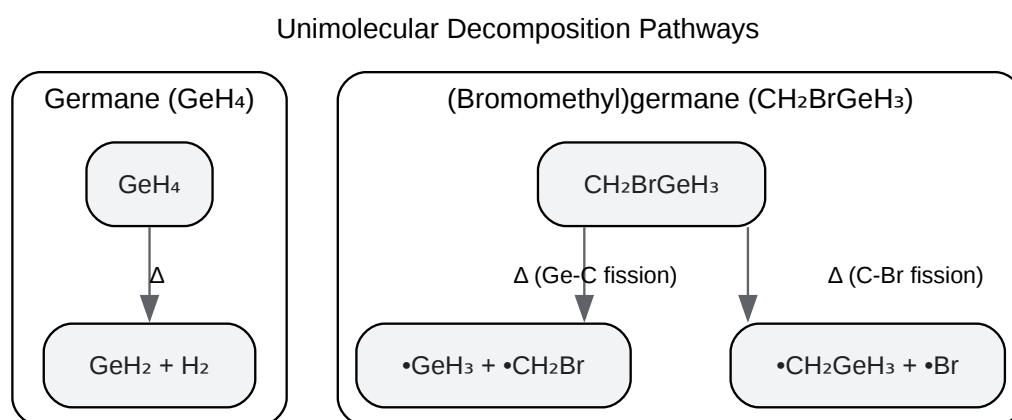 Unimolecular Decomposition Pathways
Germane (GeH₄)
GeH₄
Δ
GeH₂ + H₂
(Bromomethyl)germane (CH₂BrGeH₃)
CH₂BrGeH₃
Δ (Ge-C fission)
Δ (C-Br fission)
•GeH₃ + •CH₂Br
•CH₂GeH₃ + •Br